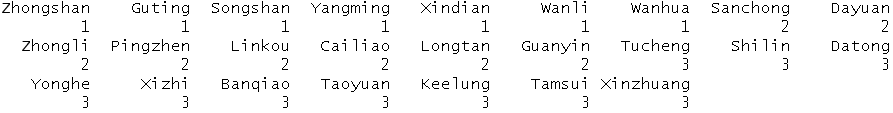 Zhongshan Guting Songshan Yangming Xindian Wanli Wanhua Sanchong Dayuan
1 1 1 1 1 1 1 2 2
Zhongli Pingzhen Linkou Cailiao Longtan Guanyin Tucheng Shilin Datong
2 2 2 2 2 2 3 3 3
Yonghe Xizhi Banqiao Taoyuan Keelung Tamsui Xinzhuang
3 3 3 3 3 3 3